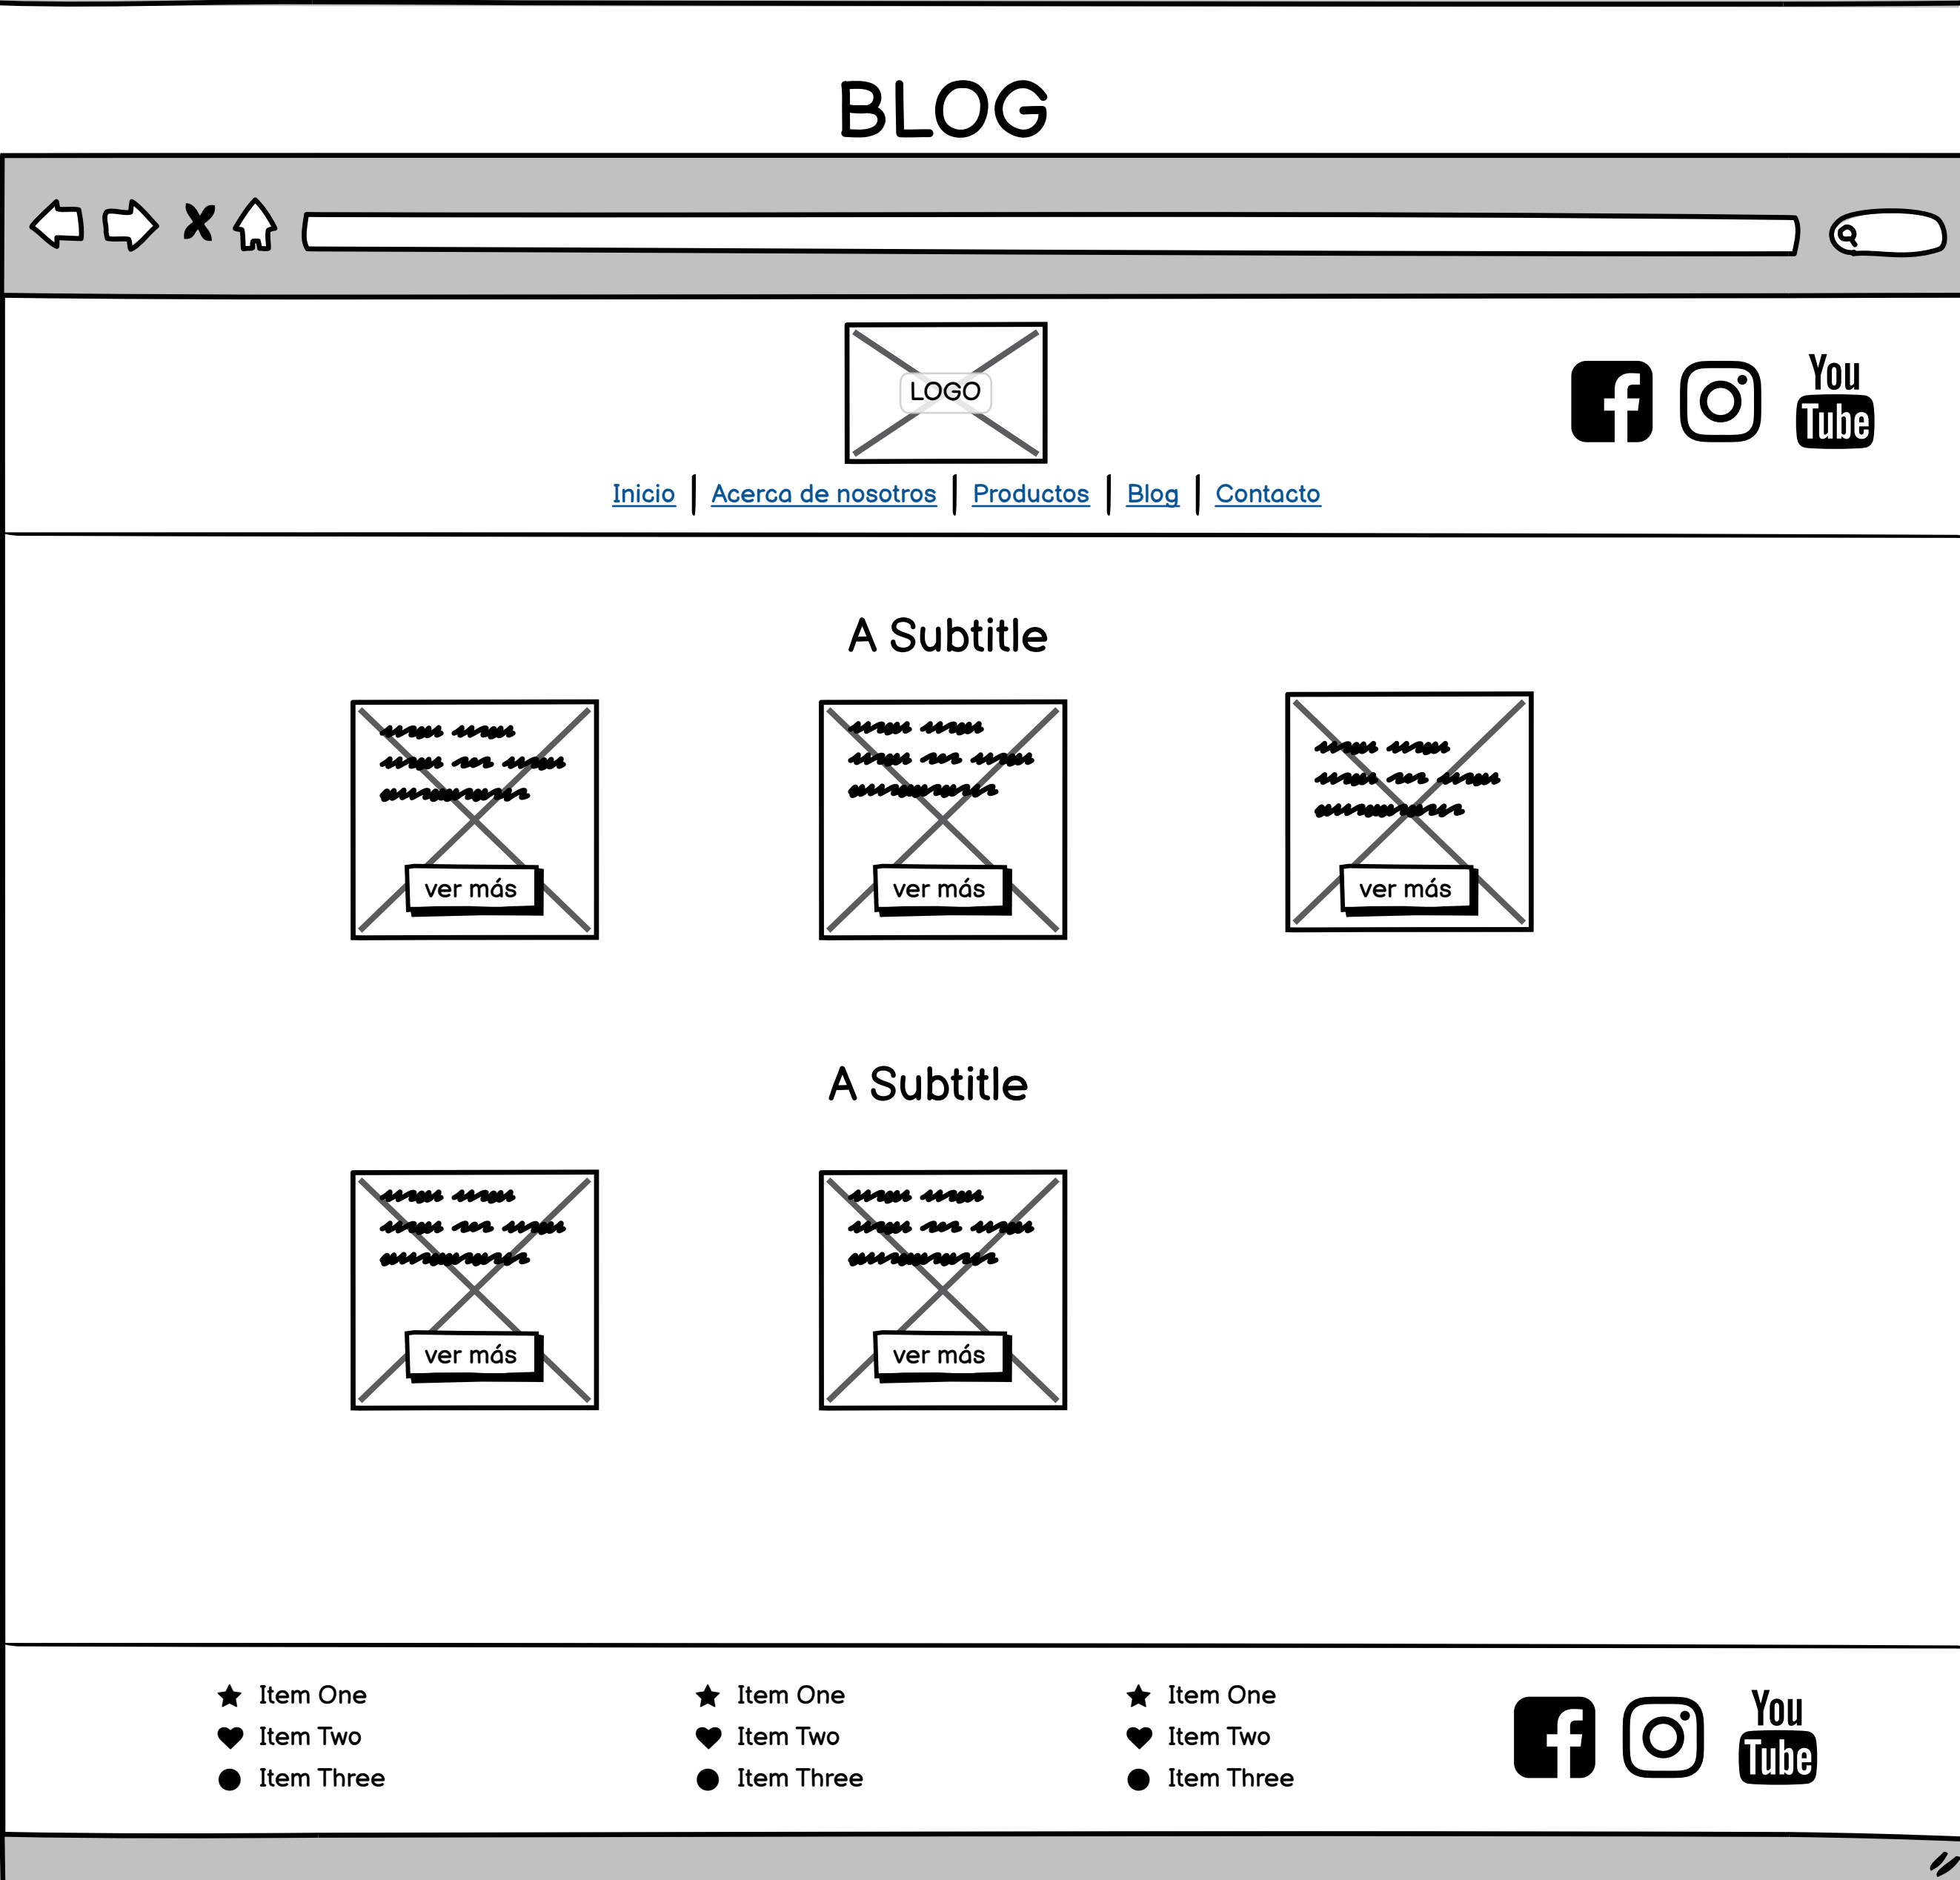 BLOG
LOGO
You
Tube
Inicio Acerca de nosotros Productos Blog Contacto
A Subtitle
ver más ver más ver más
A Subtitle
ver más ver más
Item One
Item Two
Item Three
Item One
Item Two
Item Three
Item One
Item Two
Item Three
You
Tube